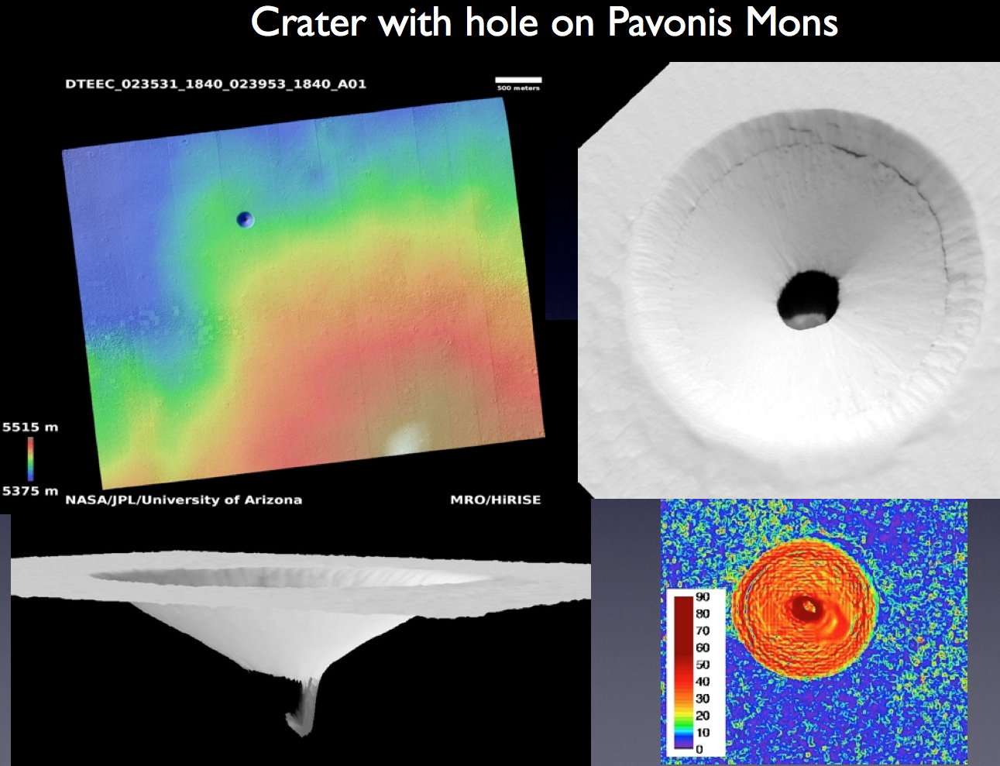 Crater with hole on Pavonis Mons
DTEEC_023531_1840_023953_1840_A01
500 meters
5515 m
5375 m
NASA/JPL/University of Arizona
MRO/HiRISE
90
80
70
60
50
40
30
20
10
0